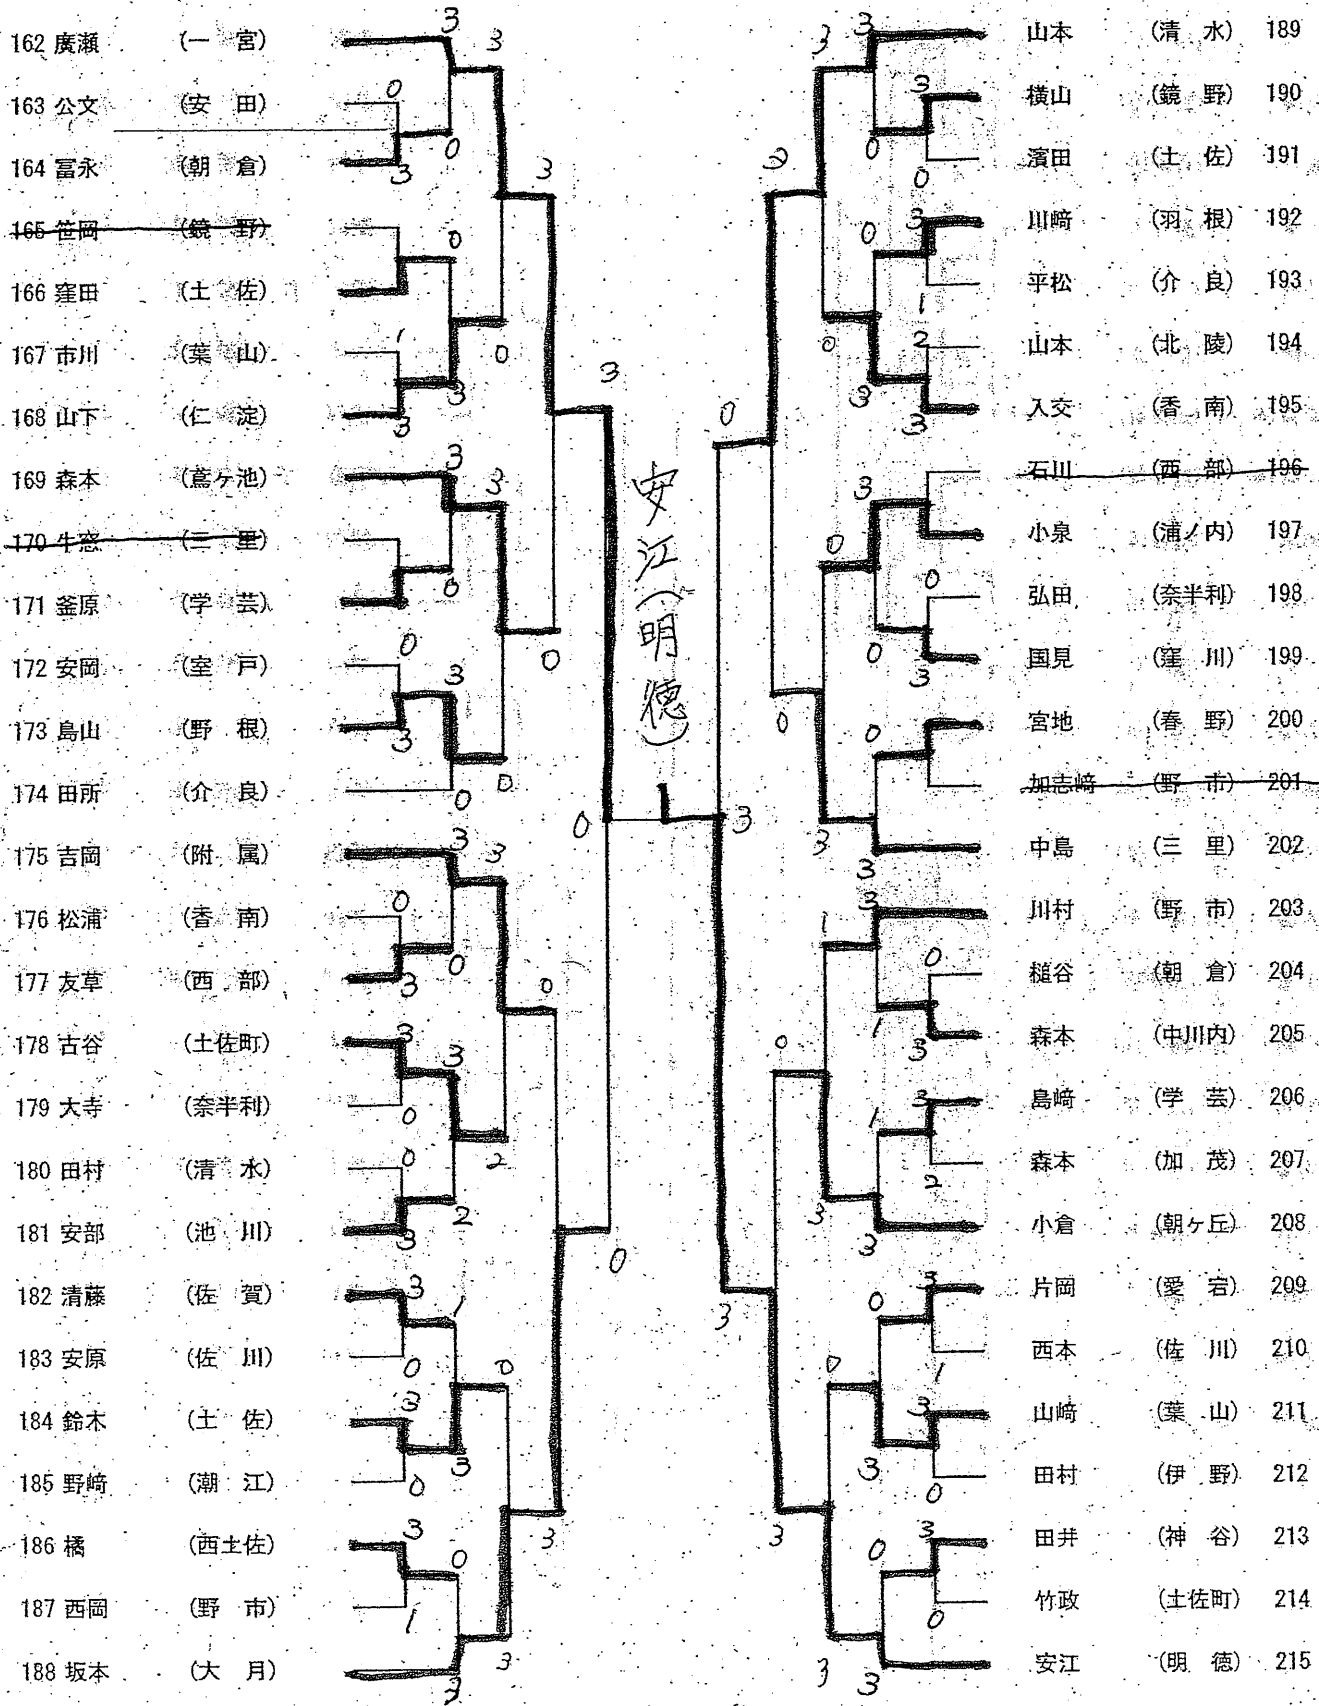 162 廣瀬 (一 宮)
163 公文 (安 田)
164 冨永 (朝 倉)
165 笹岡 (鏡 野)
166 窪田 (土 佐)
167 市川 (葉 山)
168 山下 (仁 淀)
169 森本 (鳶ヶ池)
170 牛窓 (三 里)
171 釜原 (学 芸)
172 安岡 (室 戸)
173 島山 (野 根)
174 田所 (介 良)
175 吉岡 (附 属)
176 松浦 (香 南)
177 友草 (西 部)
178 古谷 (土佐町)
179 大寺 (奈半利)
180 田村 (清 水)
181 安部 (池 川)
182 清藤 (佐 賀)
183 安原 (佐 川)
184 鈴木 (土 佐)
185 野崎 (潮 江)
186 橘 (西土佐)
187 西岡 (野 市)
188 坂本 (大 月)
安江(明徳)
山本 (清 水) 189
横山 (鏡 野) 190
濱田 (土 佐) 191
川崎 (羽 根) 192
平松 (介 良) 193
山本 (北 陵) 194
入交 (香 南) 195
石川 (西 部) 196
小泉 (浦ノ内) 197
弘田 (奈半利) 198
国見 (窪 川) 199
宮地 (春 野) 200
加志崎 (野 市) 201
中島 (三 里) 202
川村 (野 市) 203
槌谷 (朝 倉) 204
森本 (中川内) 205
島崎 (学 芸) 206
森本 (加 茂) 207
小倉 (朝ヶ丘) 208
片岡 (愛 宕) 209
西本 (佐 川) 210
山崎 (葉 山) 211
田村 (伊 野) 212
田井 (神 谷) 213
竹政 (土佐町) 214
安江 (明 徳) 215